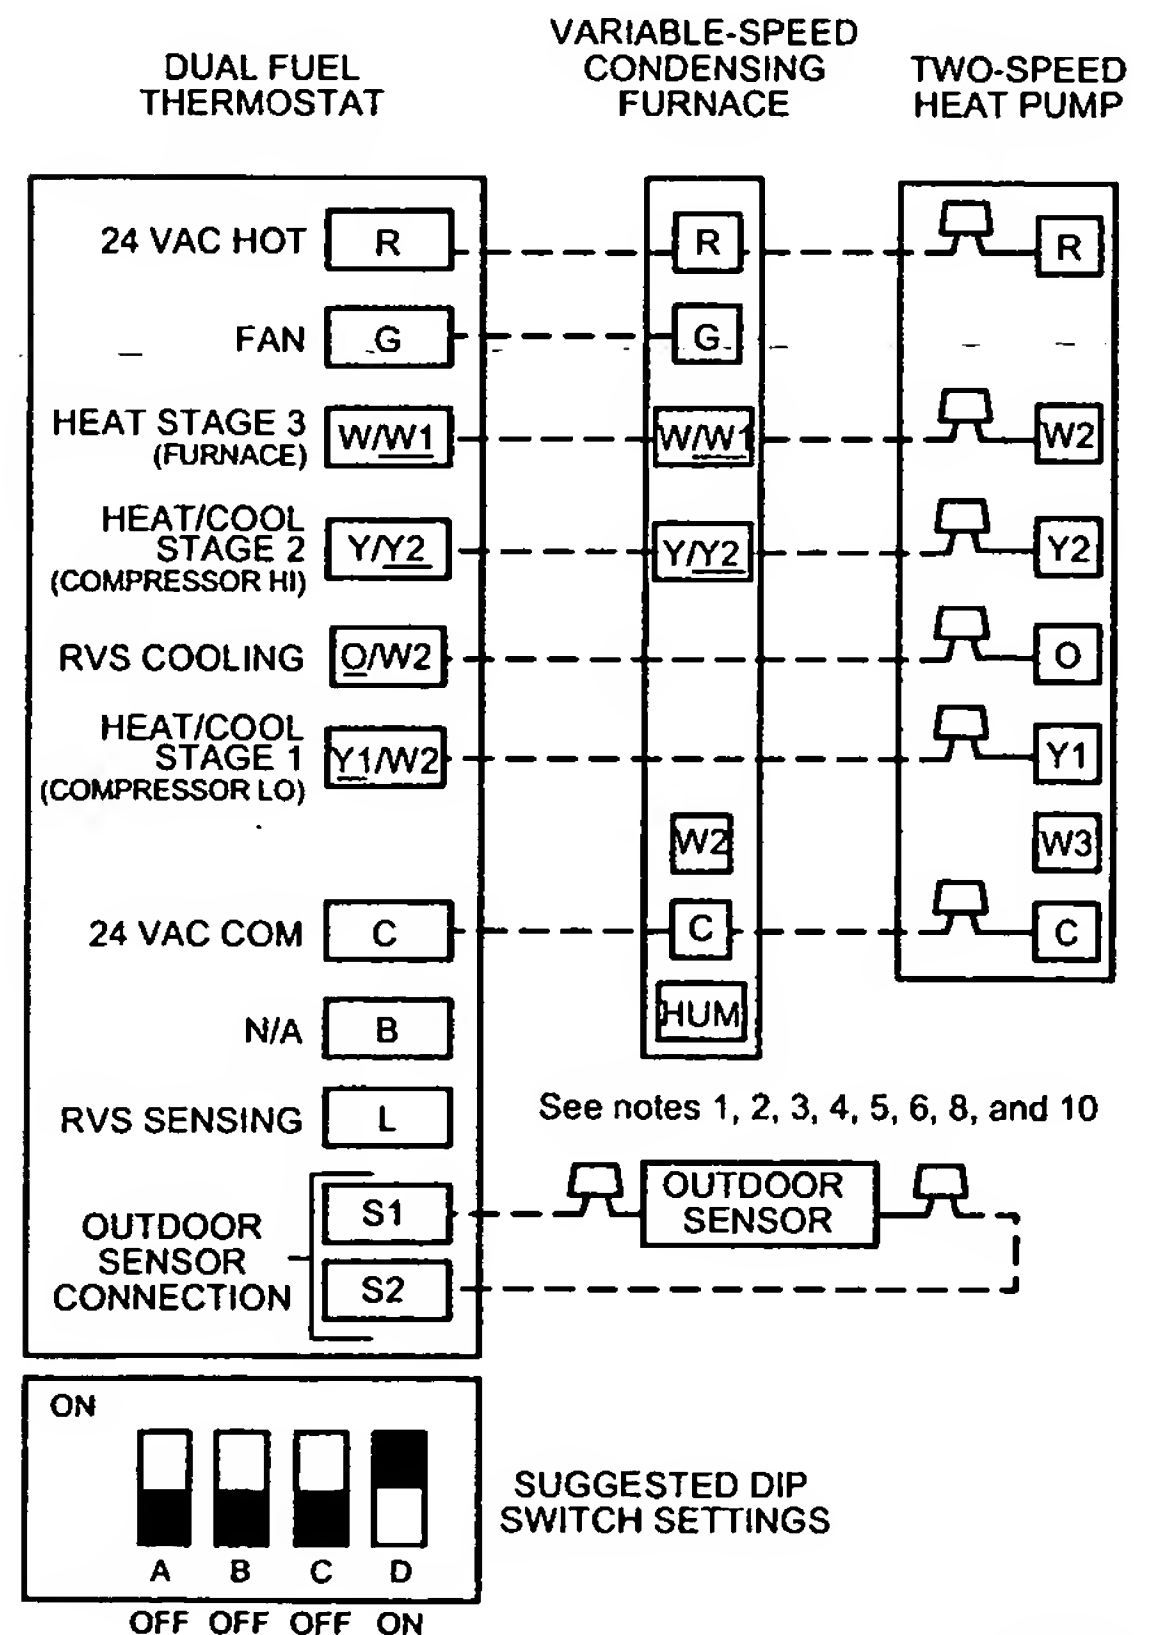 DUAL FUEL
THERMOSTAT
VARIABLE-SPEED
CONDENSING
FURNACE
TWO-SPEED
HEAT PUMP
24 VAC HOT R R R
FAN G G
HEAT STAGE 3
(FURNACE) W/W1 W/W1 W2
HEAT/COOL
STAGE 2
(COMPRESSOR HI) Y/Y2 Y/Y2 Y2
RVS COOLING O/W2 O
HEAT/COOL
STAGE 1
(COMPRESSOR LO) Y1/W2 Y1
W2 W3
24 VAC COM C C C
HUM
N/A B
RVS SENSING L
See notes 1, 2, 3, 4, 5, 6, 8, and 10
OUTDOOR
SENSOR
CONNECTION
S1
S2
OUTDOOR
SENSOR
ON
A B C D
OFF OFF OFF ON
SUGGESTED DIP
SWITCH SETTINGS